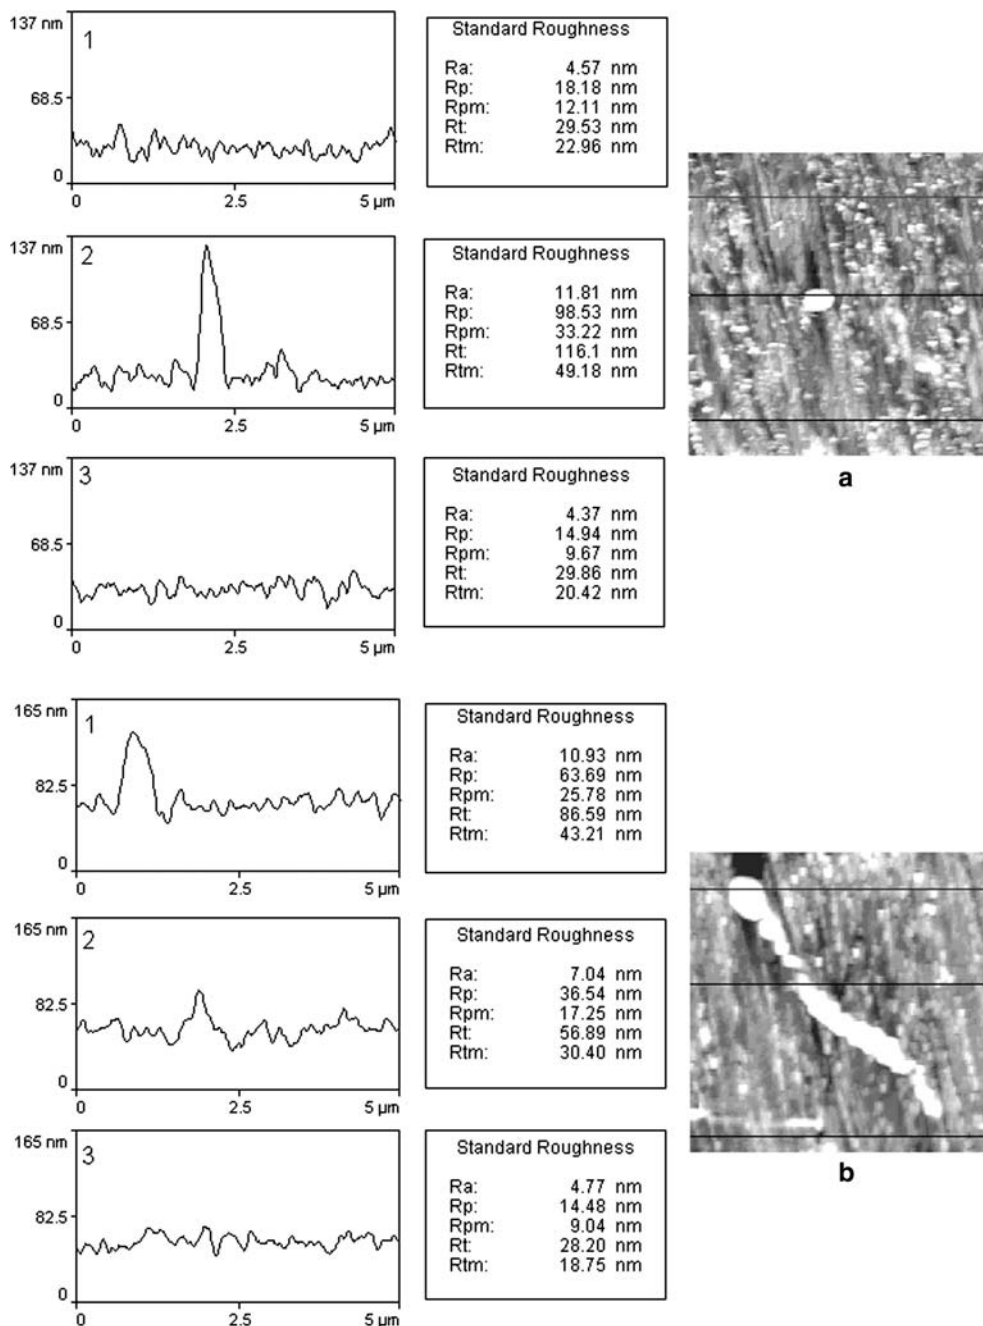 137 nm
1
68.5
0
0 2.5 5 µm
Standard Roughness
Ra: 4.57 nm
Rp: 18.18 nm
Rpm: 12.11 nm
Rt: 29.53 nm
Rtm: 22.96 nm
137 nm
2
68.5
0
0 2.5 5 µm
Standard Roughness
Ra: 11.81 nm
Rp: 98.53 nm
Rpm: 33.22 nm
Rt: 116.1 nm
Rtm: 49.18 nm
137 nm
3
68.5
0
0 2.5 5 µm
Standard Roughness
Ra: 4.37 nm
Rp: 14.94 nm
Rpm: 9.67 nm
Rt: 29.86 nm
Rtm: 20.42 nm
a
165 nm
1
82.5
0
0 2.5 5 µm
Standard Roughness
Ra: 10.93 nm
Rp: 63.69 nm
Rpm: 25.78 nm
Rt: 86.59 nm
Rtm: 43.21 nm
165 nm
2
82.5
0
0 2.5 5 µm
Standard Roughness
Ra: 7.04 nm
Rp: 36.54 nm
Rpm: 17.25 nm
Rt: 56.89 nm
Rtm: 30.40 nm
165 nm
3
82.5
0
0 2.5 5 µm
Standard Roughness
Ra: 4.77 nm
Rp: 14.48 nm
Rpm: 9.04 nm
Rt: 28.20 nm
Rtm: 18.75 nm
b